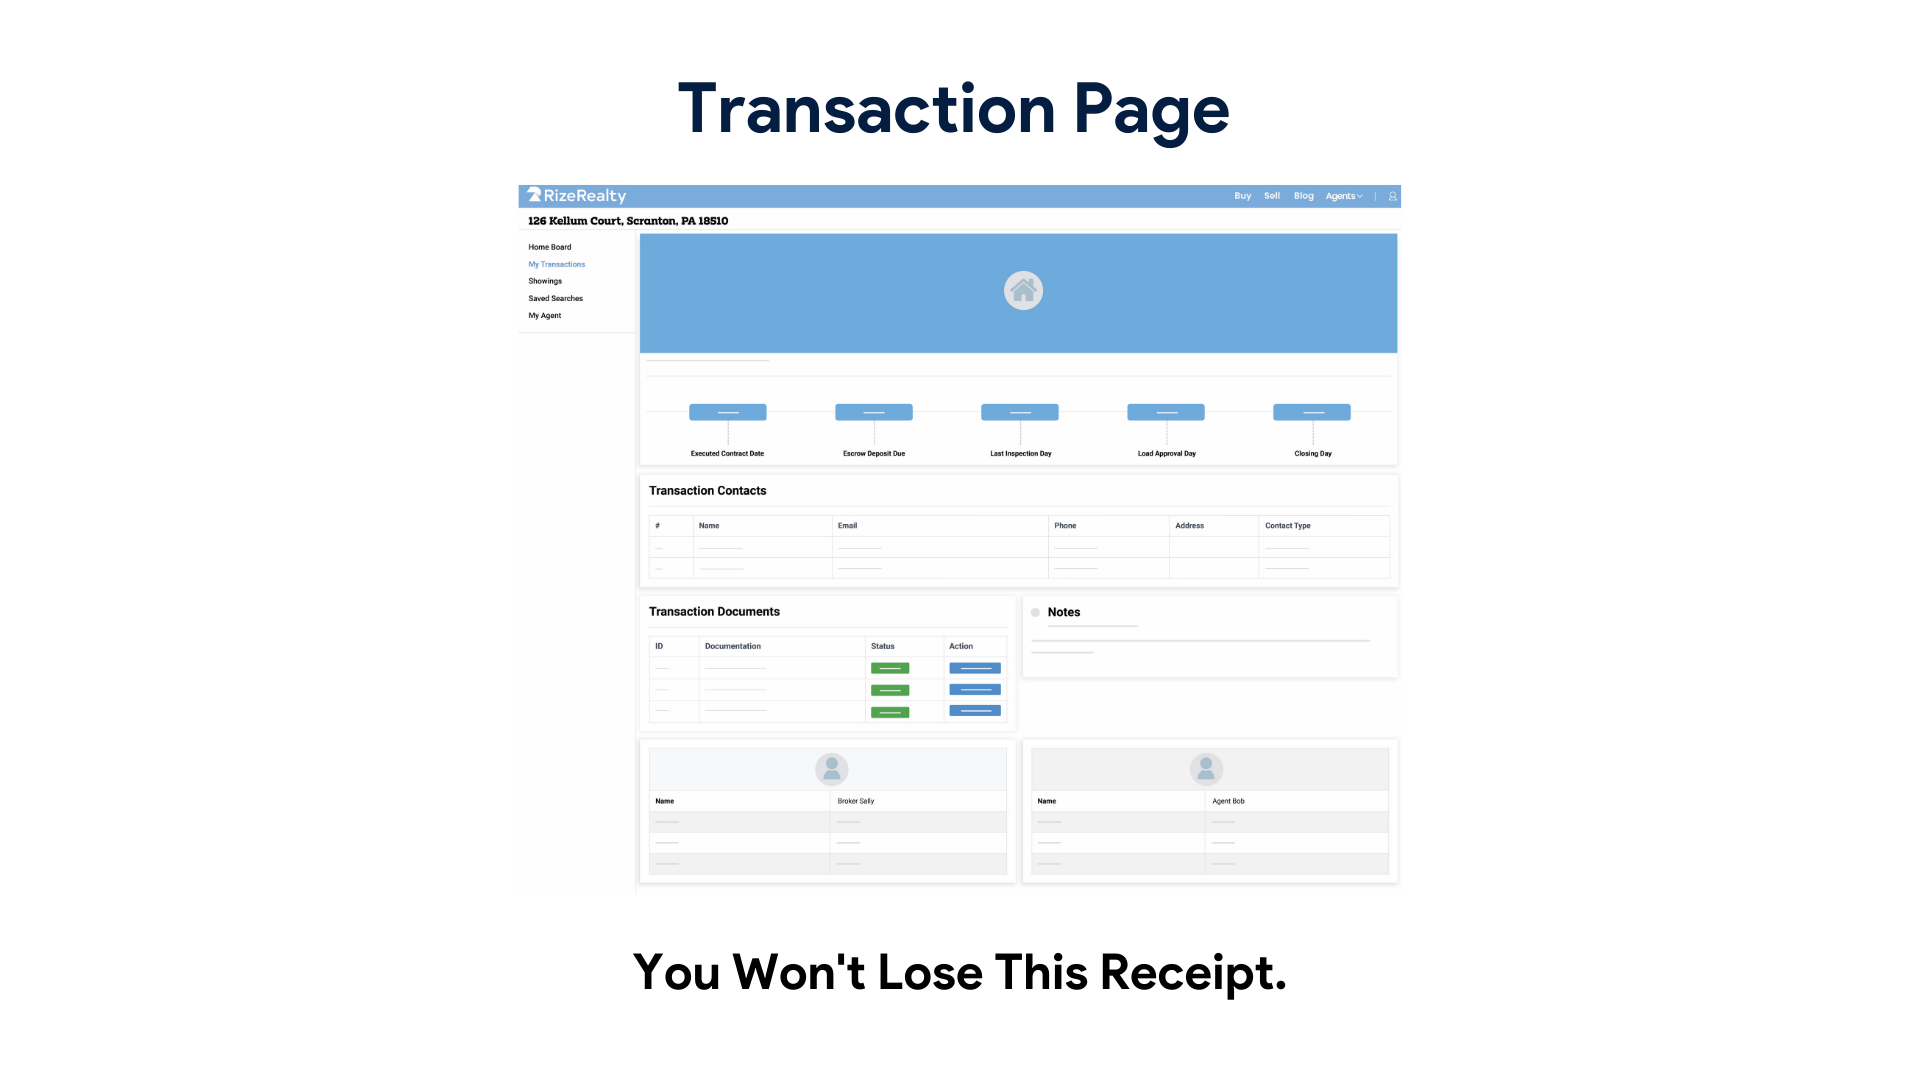 Transaction Page
RizeRealty
Buy Sell Blog Agents
126 Kellum Court, Scranton, PA 18510
Home Board
My Transactions
Showings
Saved Searches
My Agent
Executed Contract Date Escrow Deposit Due Last Inspection Day Load Approval Day Closing Day
Transaction Contacts
# Name Email Phone Address Contact Type
Transaction Documents
ID Documentation Status Action
Notes
Name Broker Sally
Name Agent Bob
You Won't Lose This Receipt.